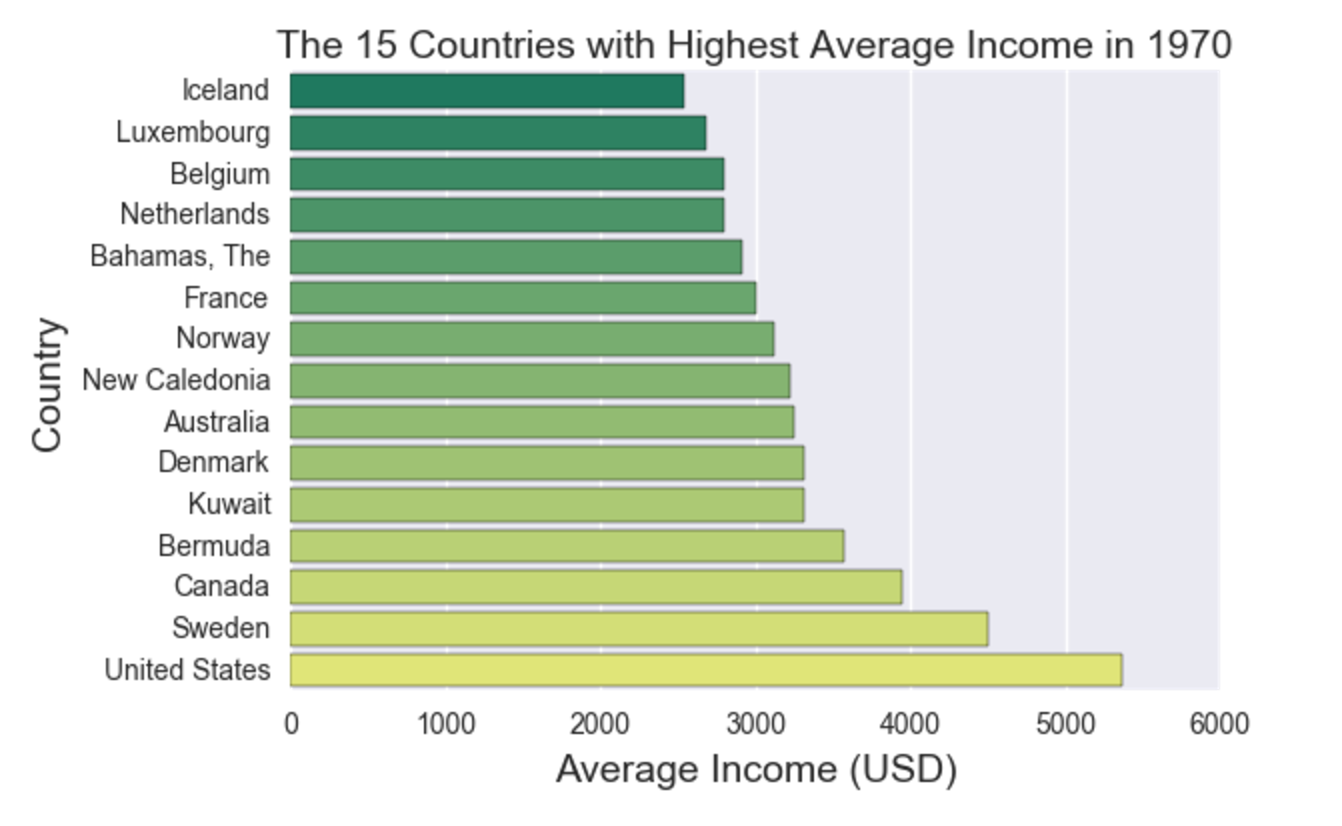 The 15 Countries with Highest Average Income in 1970
Iceland
Luxembourg
Belgium
Netherlands
Bahamas, The
France
Norway
New Caledonia
Australia
Denmark
Kuwait
Bermuda
Canada
Sweden
United States
Country
0 1000 2000 3000 4000 5000 6000
Average Income (USD)